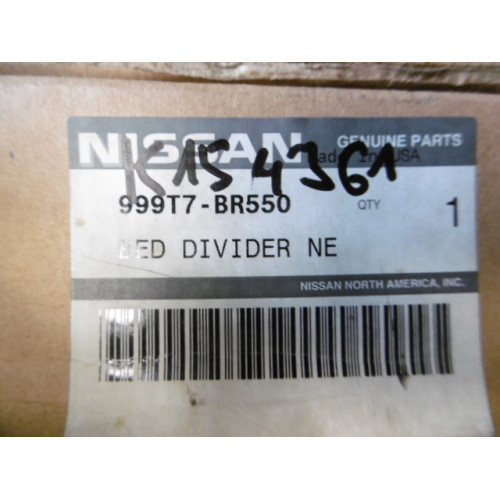 NISSAN GENUINE PARTS
Made In USA
K154361
999T7-BR550 QTY 1
BED DIVIDER NE
NISSAN NORTH AMERICA, INC.